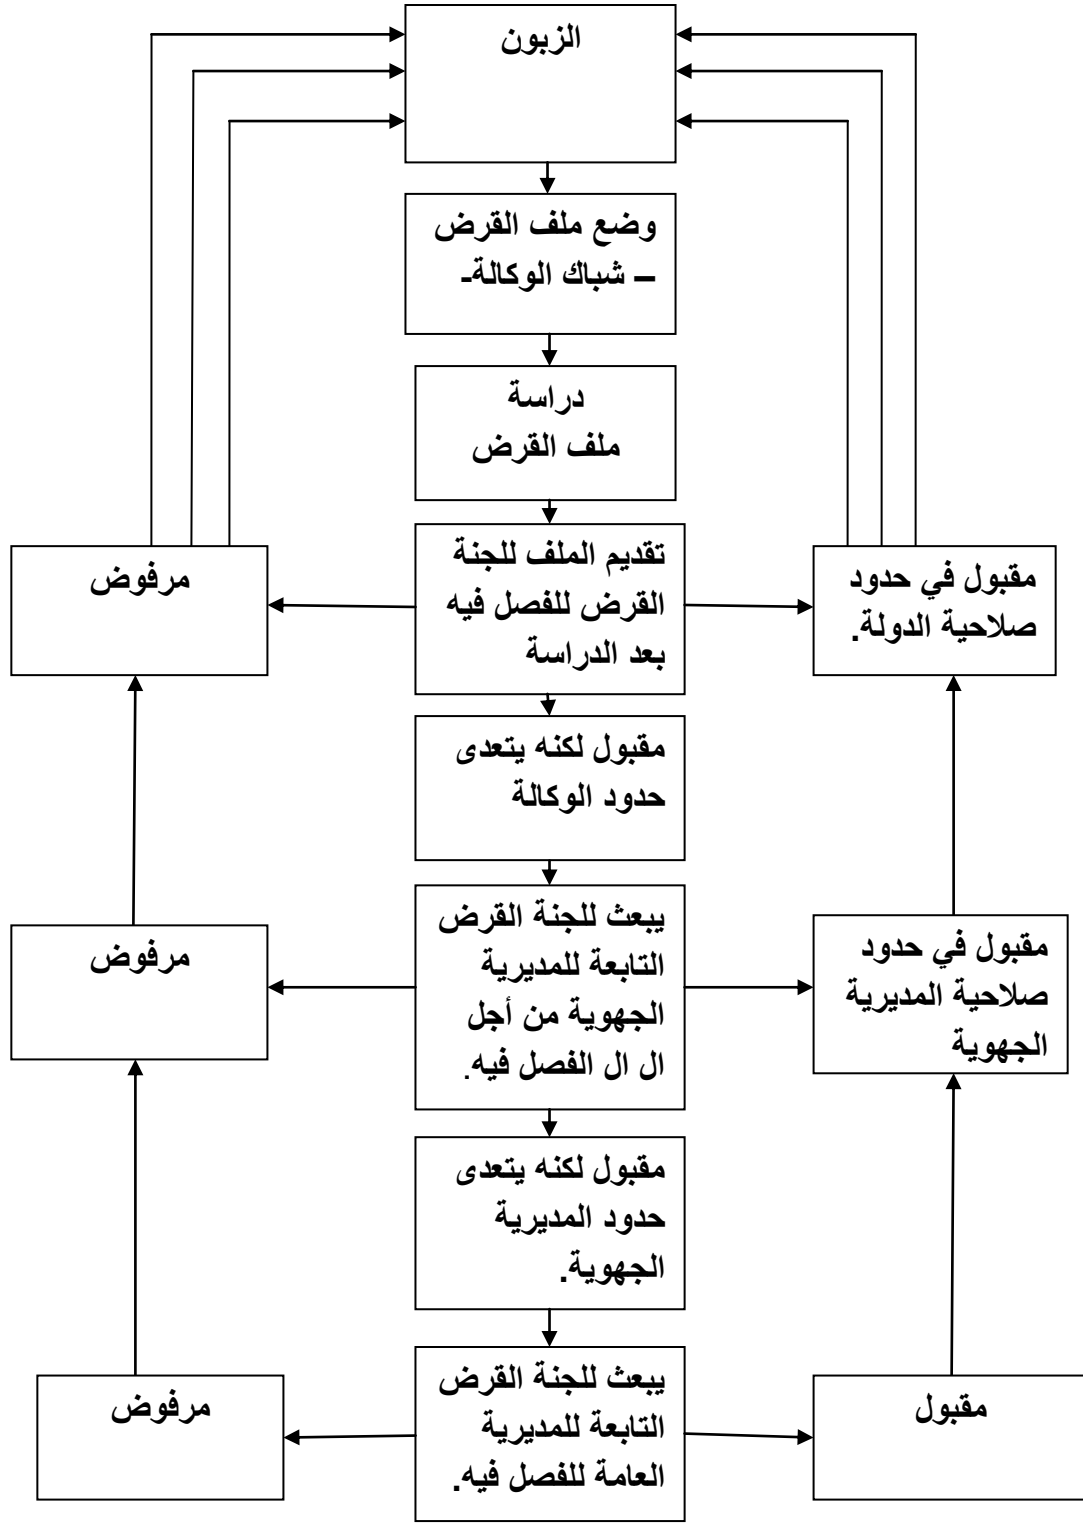 الزبون
وضع ملف القرض
– شباك الوكالة-
دراسة
ملف القرض
تقديم الملف للجنة
القرض للفصل فيه
بعد الدراسة
مقبول في حدود
صلاحية الدولة.
مرفوض
مقبول لكنه يتعدى
حدود الوكالة
يبعث للجنة القرض
التابعة للمديرية
الجهوية من أجل
ال ال الفصل فيه.
مقبول في حدود
صلاحية المديرية
الجهوية
مرفوض
مقبول لكنه يتعدى
حدود المديرية
الجهوية.
يبعث للجنة القرض
التابعة للمديرية
العامة للفصل فيه.
مقبول
مرفوض